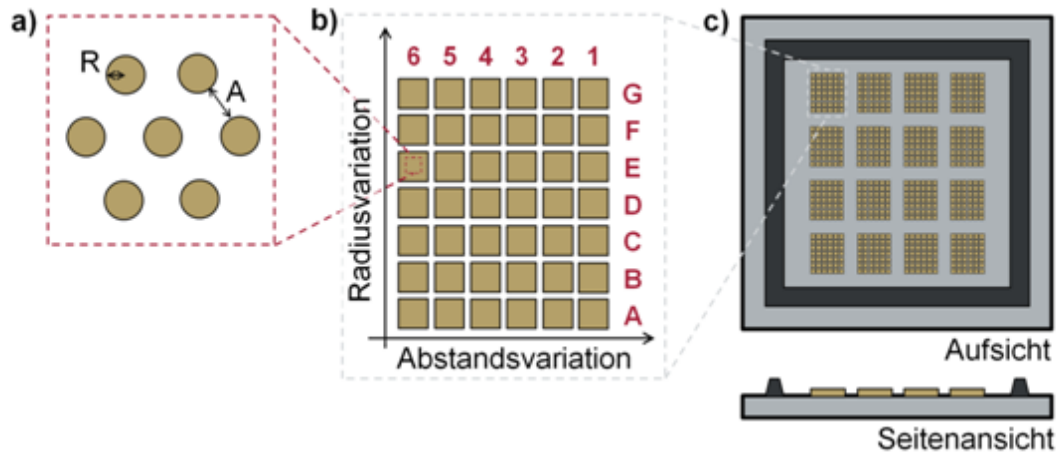 a)
R
A
b)
6 5 4 3 2 1
G
F
E
D
C
B
A
Radiusvariation
Abstandsvariation
c)
Aufsicht
Seitenansicht